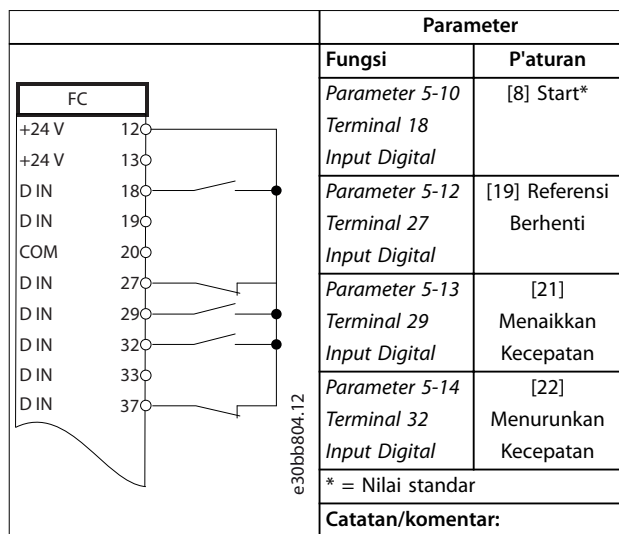 Parameter
Fungsi P'aturan
FC
+24 V 12
+24 V 13
D IN 18
D IN 19
COM 20
D IN 27
D IN 29
D IN 32
D IN 33
D IN 37
e30bb804.12
Parameter 5-10 [8] Start*
Terminal 18
Input Digital
Parameter 5-12 [19] Referensi
Terminal 27 Berhenti
Input Digital
Parameter 5-13 [21]
Terminal 29 Menaikkan
Input Digital Kecepatan
Parameter 5-14 [22]
Terminal 32 Menurunkan
Input Digital Kecepatan
* = Nilai standar
Catatan/komentar: